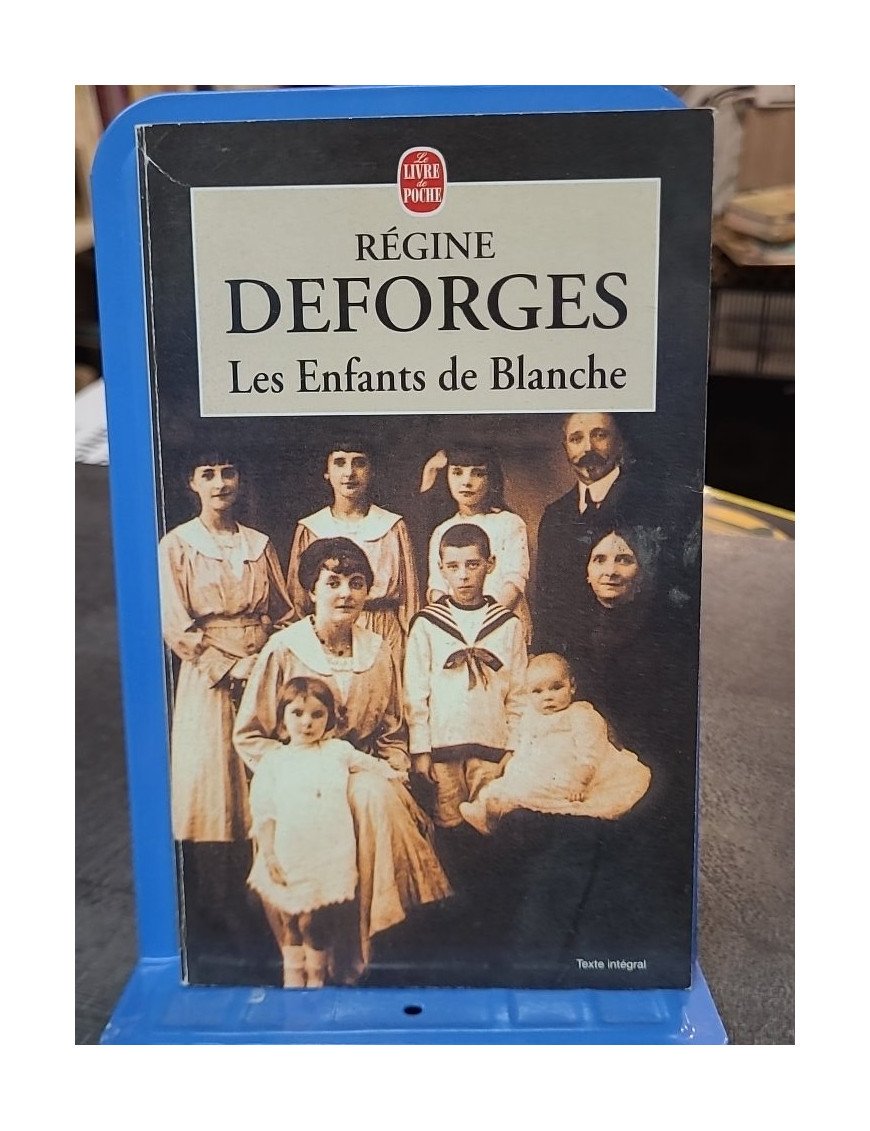 Le
LIVRE
de
POCHE
RÉGINE
DEFORGES
Les Enfants de Blanche
Texte intégral